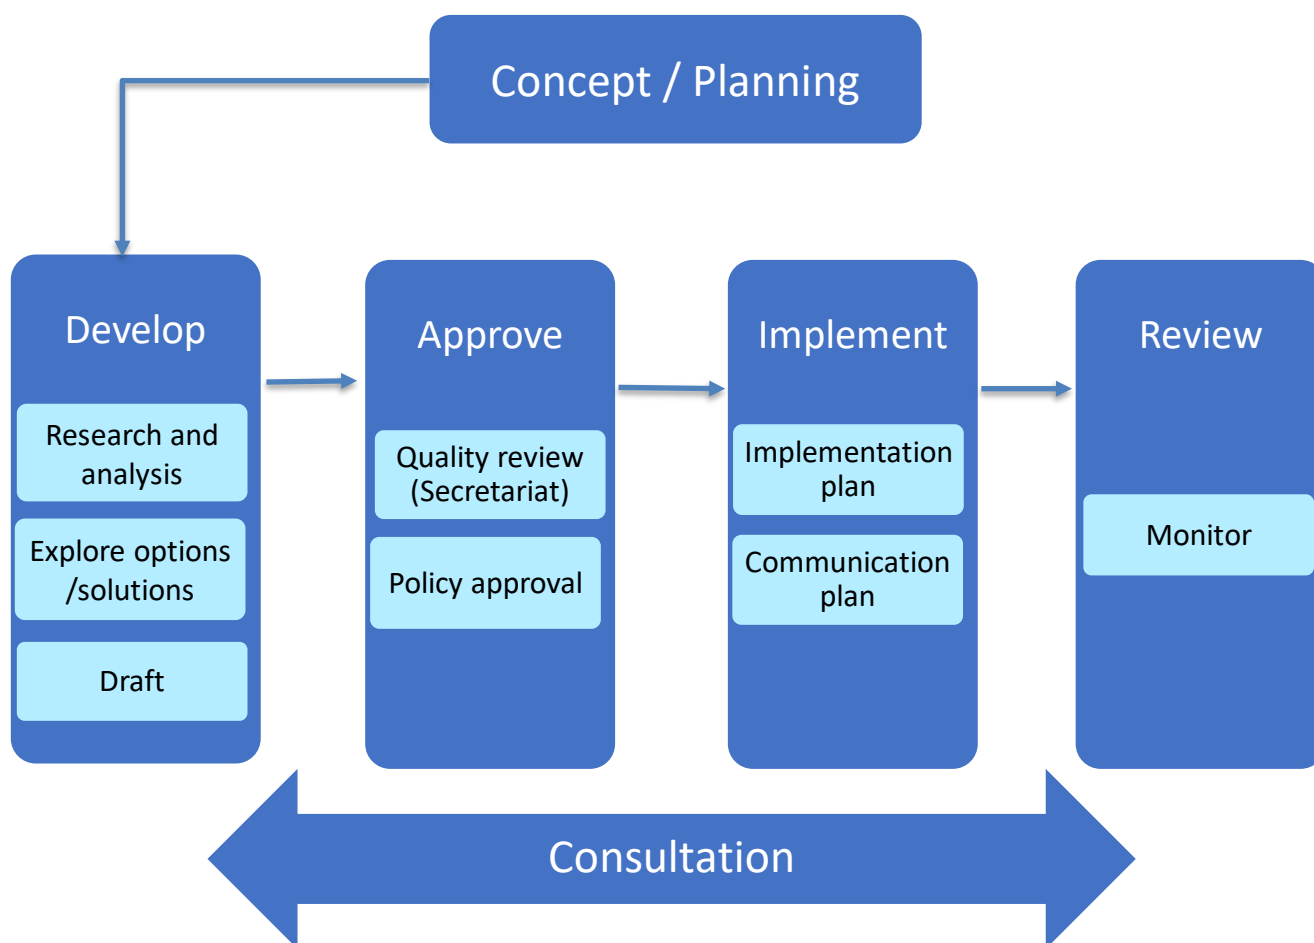 Concept / Planning
Develop
Research and
analysis
Explore options
/solutions
Draft
Approve
Quality review
(Secretariat)
Policy approval
Implement
Implementation
plan
Communication
plan
Review
Monitor
Consultation